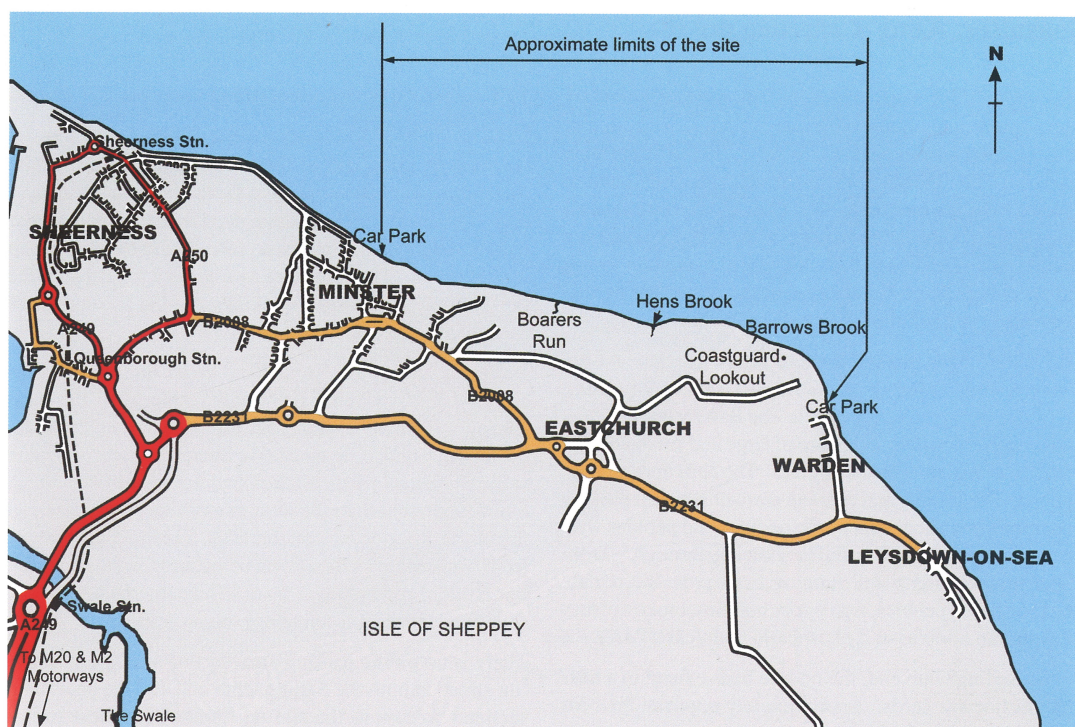 Approximate limits of the site
N
Sheerness Stn.
SHEERNESS
Car Park
A250
MINSTER
Hens Brook
Boarers
Run
Barrows Brook
A249
B2008
Queenborough Stn.
Coastguard
Lookout
B2008
Car Park
B2231
EASTCHURCH
WARDEN
B2231
LEYSDOWN-ON-SEA
Swale Stn.
A249
ISLE OF SHEPPEY
To M20 & M2
Motorways
The Swale